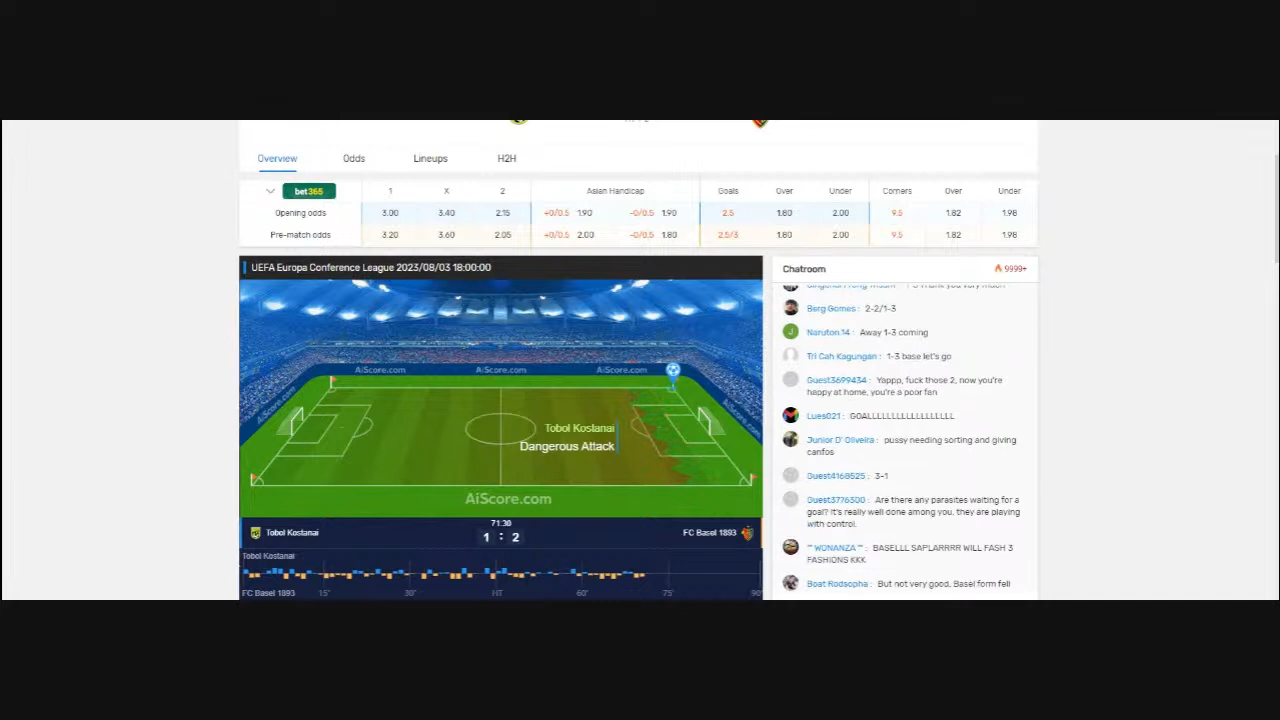 Overview Odds Lineups H2H
bet365 1 X 2 Asian Handicap Goals Over Under Corners Over Under
Opening odds 3.00 3.40 2.15 +0/0.5 1.90 -0/0.5 1.90 2.5 1.80 2.00 9.5 1.82 1.98
Pre-match odds 3.20 3.60 2.05 +0/0.5 2.00 -0/0.5 1.80 2.5/3 1.80 2.00 9.5 1.82 1.98
UEFA Europa Conference League 2023/08/03 18:00:00
AiScore.com AiScore.com AiScore.com
AiScore.com AiScore.com
Tobol Kostanai
Dangerous Attack
AiScore.com
71:30
Tobol Kostanai 1 : 2 FC Basel 1893
Tobol Kostanai
FC Basel 1893 15' 30' HT 60' 75' 90'
Chatroom 9999+
Berg Gomes : 2-2/1-3
Naruton.14 : Away 1-3 coming
J
Tri Cah Kagungan : 1-3 base let's go
Guest3699434 : Yappp, fuck those 2, now you're
happy at home, you're a poor fan
Lues021 : GOALLLLLLLLLLLLLLLLL
Junior D' Oliveira : pussy needing sorting and giving
canfos
Guest4168525 : 3-1
Guest3776300 : Are there any parasites waiting for a
goal? It's really well done among you, they are playing
with control.
"" WONANZA "" : BASELLL SAPLARRRR WILL FASH 3
FASHIONS KKK
Boat Rodsopha : But not very good, Basel form fell